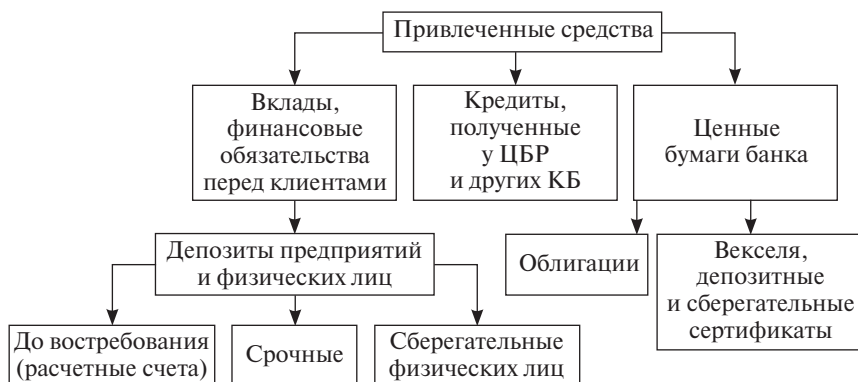 Привлеченные средства
Вклады,
финансовые
обязательства
перед клиентами
Кредиты,
полученные
у ЦБР
и других КБ
Ценные
бумаги банка
Депозиты предприятий
и физических лиц
Облигации
Векселя,
депозитные
и сберегательные
сертификаты
До востребования
(расчетные счета)
Срочные
Сберегательные
физических лиц